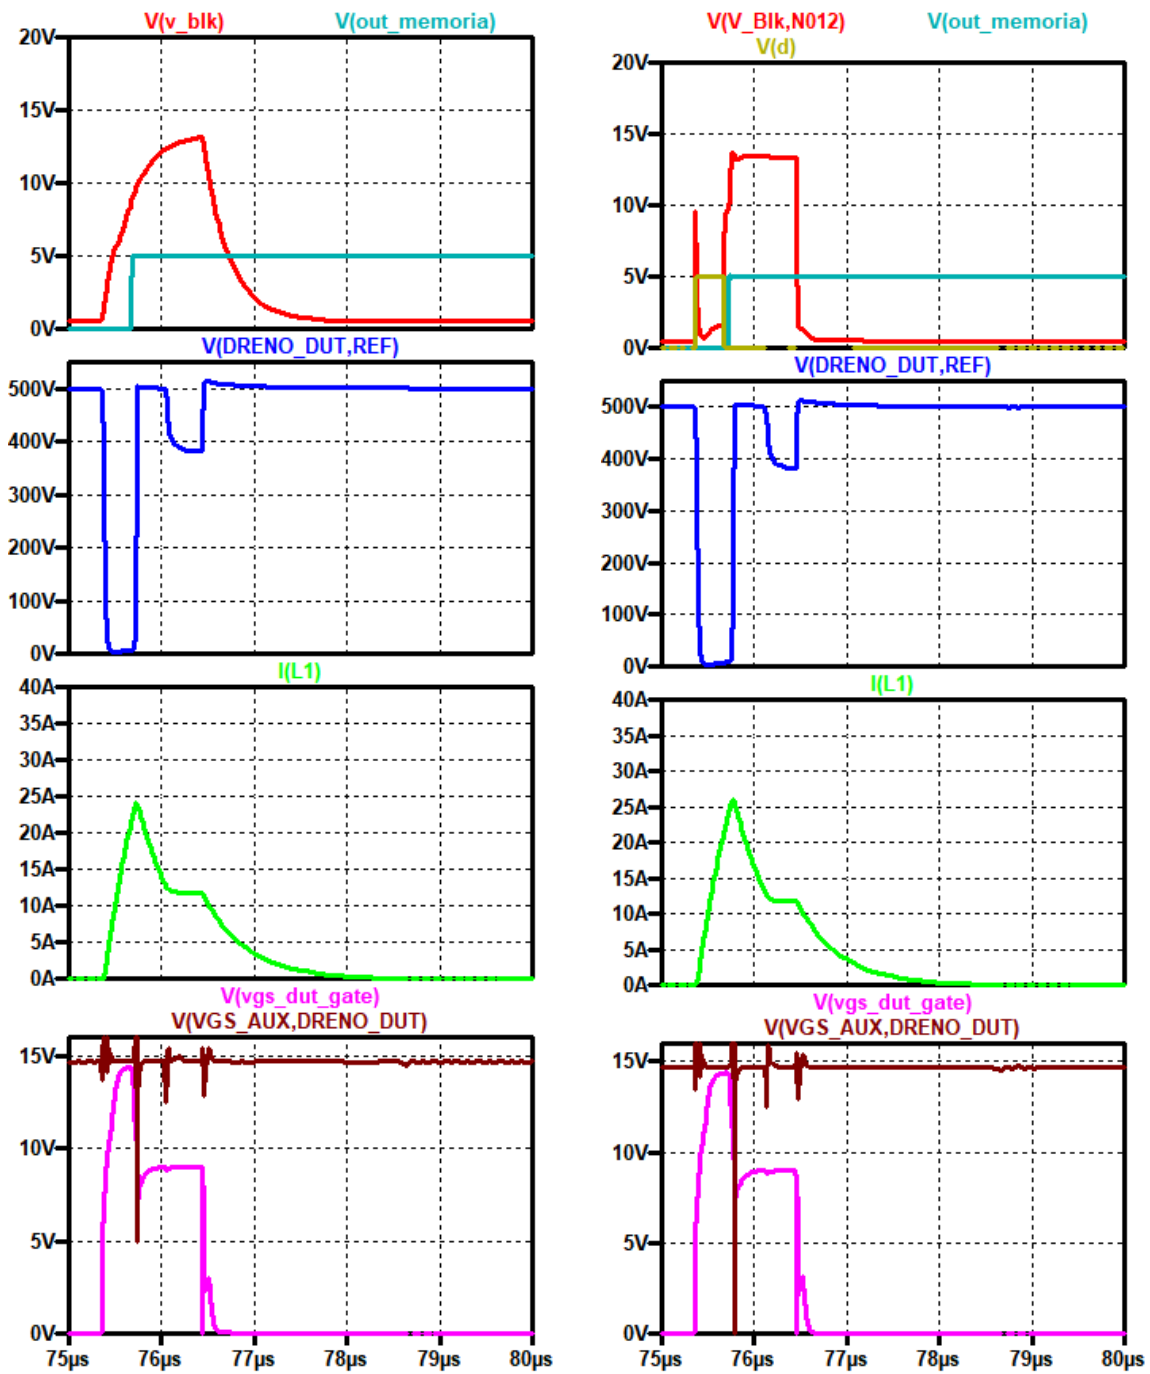 V(v_blk) V(out_memoria)
20V
15V
10V
5V
0V
V(DRENO_DUT,REF)
500V
400V
300V
200V
100V
0V
I(L1)
40A
35A
30A
25A
20A
15A
10A
5A
0A
V(vgs_dut_gate)
V(VGS_AUX,DRENO_DUT)
15V
10V
5V
0V
75µs 76µs 77µs 78µs 79µs 80µs
V(V_Blk,N012) V(out_memoria)
V(d)
20V
15V
10V
5V
0V
V(DRENO_DUT,REF)
500V
400V
300V
200V
100V
0V
I(L1)
40A
35A
30A
25A
20A
15A
10A
5A
0A
V(vgs_dut_gate)
V(VGS_AUX,DRENO_DUT)
15V
10V
5V
0V
75µs 76µs 77µs 78µs 79µs 80µs